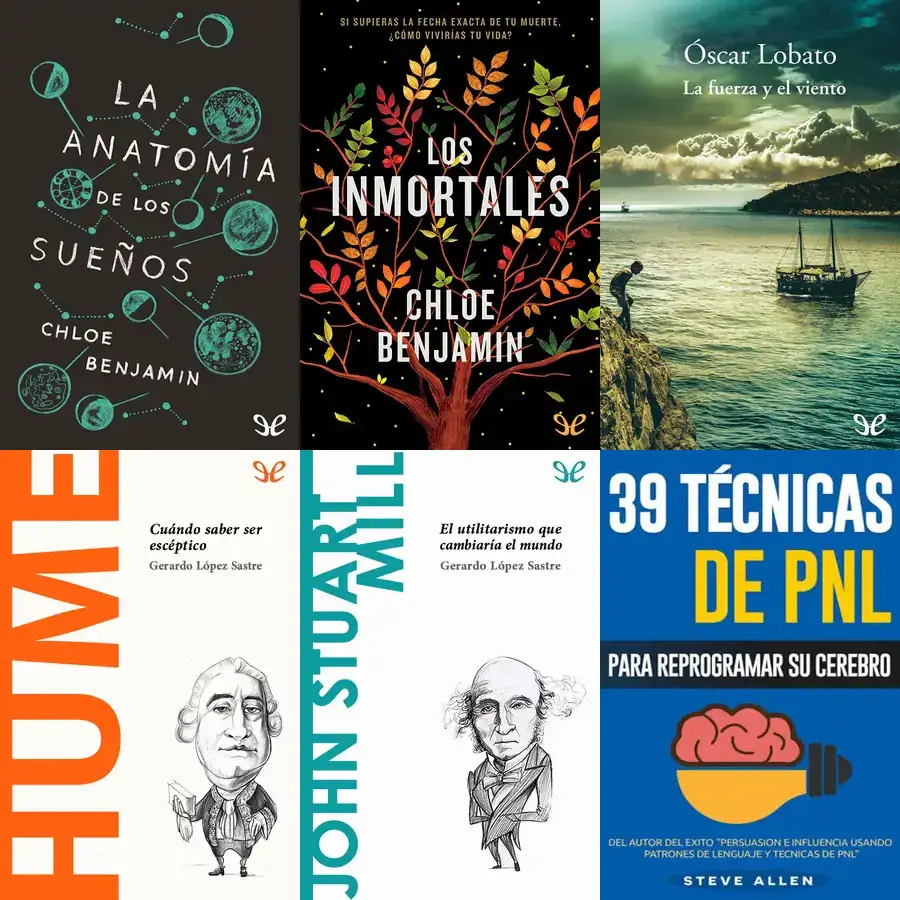 LA
ANATOMÍA
DE LOS
SUEÑOS
CHLOE
BENJAMIN
SI SUPIERAS LA FECHA EXACTA DE TU MUERTE,
¿CÓMO VIVIRÍAS TU VIDA?
LOS
INMORTALES
CHLOE
BENJAMIN
Óscar Lobato
La fuerza y el viento
HUME
Cuándo saber ser
escéptico
Gerardo López Sastre
JOHN STUART
MILL
El utilitarismo que
cambiaría el mundo
Gerardo López Sastre
39 TÉCNICAS
DE PNL
PARA REPROGRAMAR SU CEREBRO
DEL AUTOR DEL EXITO "PERSUASION E INFLUENCIA USANDO
PATRONES DE LENGUAJE Y TECNICAS DE PNL"
STEVE ALLEN